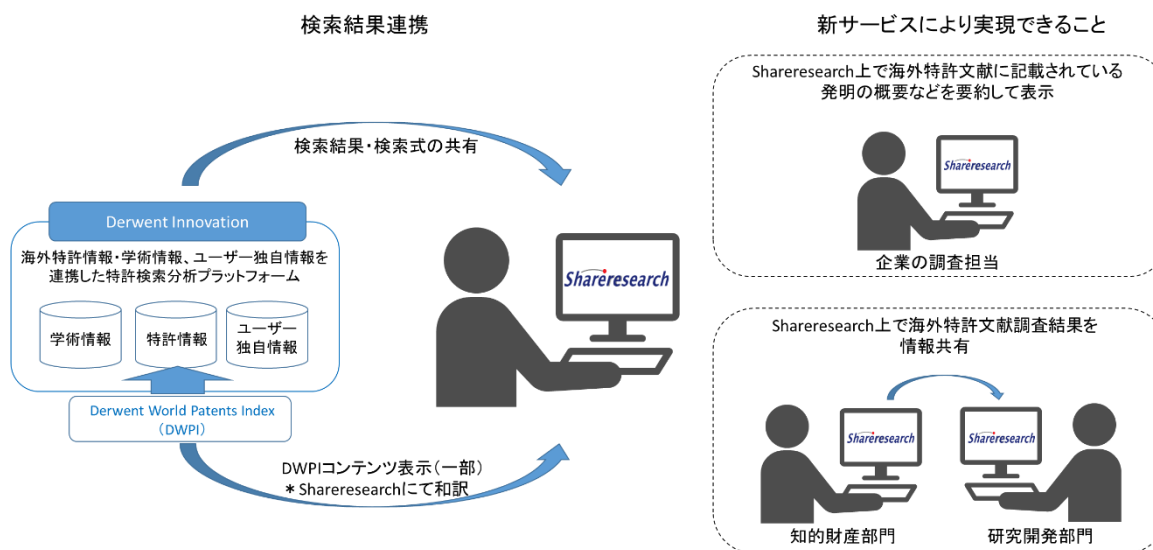 検索結果連携
検索結果・検索式の共有
Derwent Innovation
海外特許情報・学術情報、ユーザー独自情報を
連携した特許検索分析プラットフォーム
学術情報
特許情報
ユーザー
独自情報
Derwent World Patents Index
（DWPI）
DWPIコンテンツ表示（一部）
＊Shareresearchにて和訳
Shareresearch
新サービスにより実現できること
Shareresearch上で海外特許文献に記載されている
発明の概要などを要約して表示
Shareresearch
企業の調査担当
Shareresearch上で海外特許文献調査結果を
情報共有
Shareresearch
Shareresearch
知的財産部門
研究開発部門